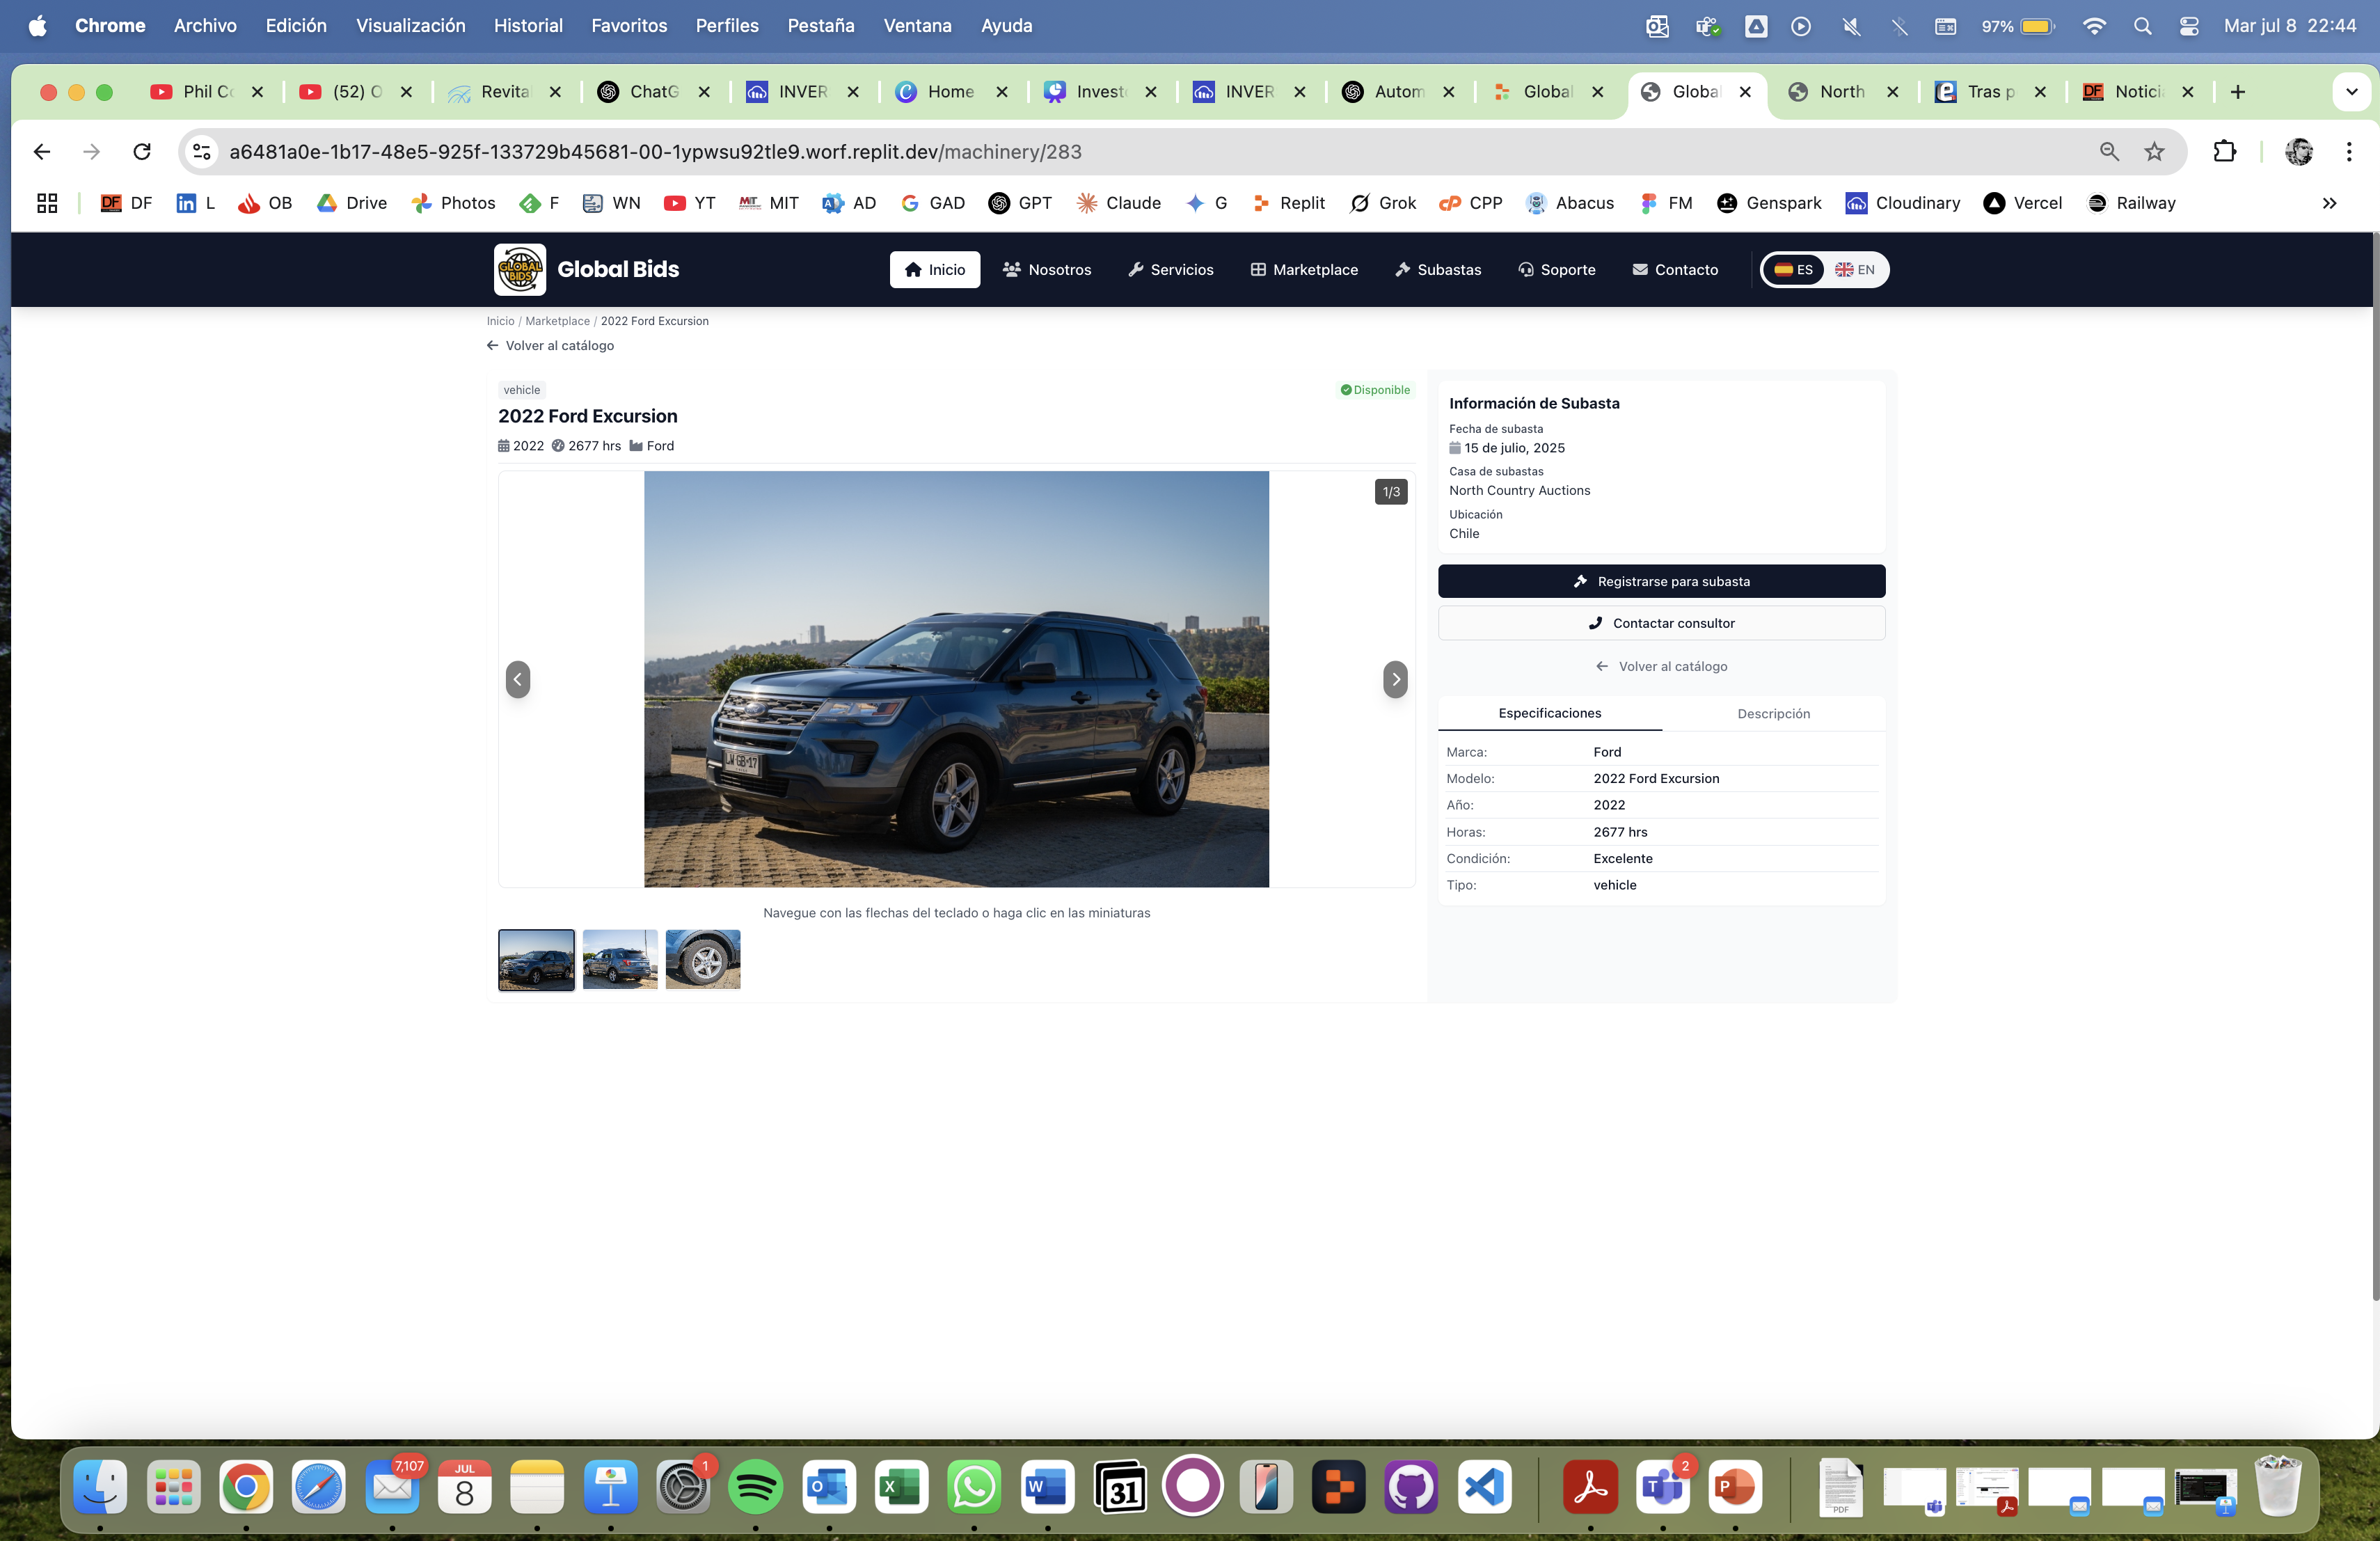 Chrome Archivo Edición Visualización Historial Favoritos Perfiles Pestaña Ventana Ayuda 97% Mar jul 8 22:44
Phil Co (52) O Revital ChatG INVER Home Invest INVER Autom Global Global North Tras p Notici
a6481a0e-1b17-48e5-925f-133729b45681-00-1ypwsu92tle9.worf.replit.dev/machinery/283
DF L OB Drive Photos F WN YT MIT AD GAD GPT Claude G Replit Grok CPP Abacus FM Genspark Cloudinary Vercel Railway
GLOBAL BIDS
Global Bids Inicio Nosotros Servicios Marketplace Subastas Soporte Contacto ES EN
Inicio / Marketplace / 2022 Ford Excursion
Volver al catálogo
vehicle Disponible
2022 Ford Excursion
2022 2677 hrs Ford
1/3
Navegue con las flechas del teclado o haga clic en las miniaturas
Información de Subasta
Fecha de subasta
15 de julio, 2025
Casa de subastas
North Country Auctions
Ubicación
Chile
Registrarse para subasta
Contactar consultor
Volver al catálogo
Especificaciones Descripción
Marca: Ford
Modelo: 2022 Ford Excursion
Año: 2022
Horas: 2677 hrs
Condición: Excelente
Tipo: vehicle
7,107 JUL 8 1 31 2
PDF